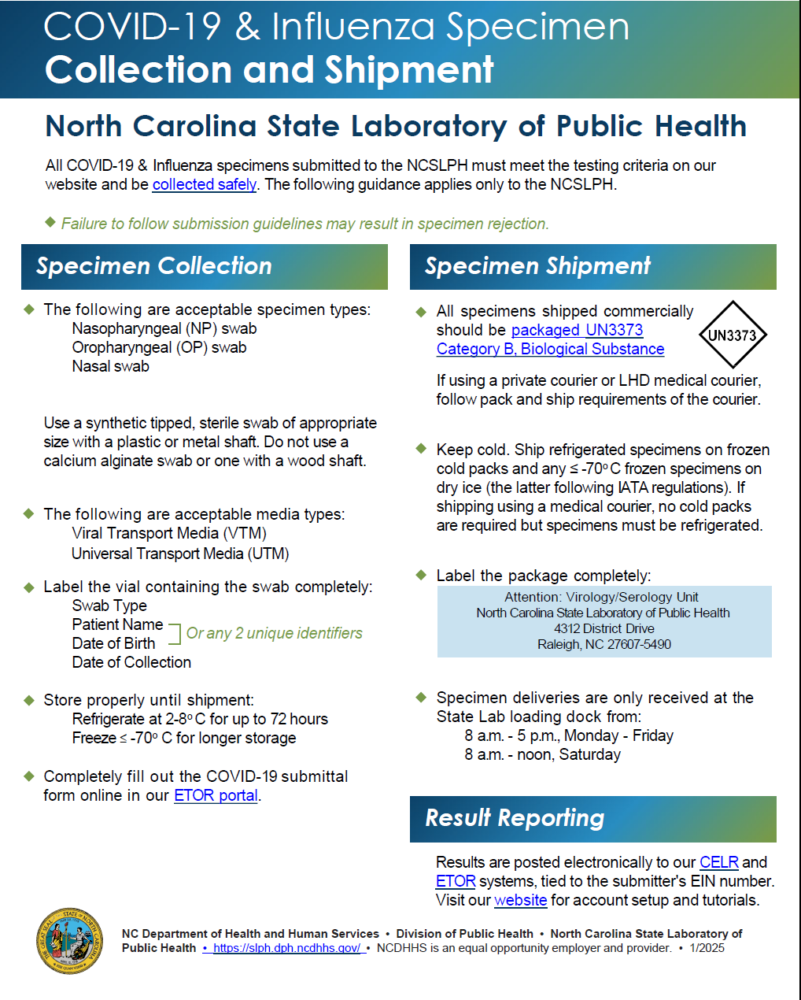 COVID-19 & Influenza Specimen
Collection and Shipment
North Carolina State Laboratory of Public Health
All COVID-19 & Influenza specimens submitted to the NCSLPH must meet the testing criteria on our
website and be collected safely. The following guidance applies only to the NCSLPH.
Failure to follow submission guidelines may result in specimen rejection.
Specimen Collection
The following are acceptable specimen types:
Nasopharyngeal (NP) swab
Oropharyngeal (OP) swab
Nasal swab
Use a synthetic tipped, sterile swab of appropriate
size with a plastic or metal shaft. Do not use a
calcium alginate swab or one with a wood shaft.
The following are acceptable media types:
Viral Transport Media (VTM)
Universal Transport Media (UTM)
Label the vial containing the swab completely:
Swab Type
Patient Name
Date of Birth
Or any 2 unique identifiers
Date of Collection
Store properly until shipment:
Refrigerate at 2-8º C for up to 72 hours
Freeze ≤ -70º C for longer storage
Completely fill out the COVID-19 submittal
form online in our ETOR portal.
Specimen Shipment
All specimens shipped commercially
should be packaged UN3373
Category B, Biological Substance
UN3373
If using a private courier or LHD medical courier,
follow pack and ship requirements of the courier.
Keep cold. Ship refrigerated specimens on frozen
cold packs and any ≤ -70º C frozen specimens on
dry ice (the latter following IATA regulations). If
shipping using a medical courier, no cold packs
are required but specimens must be refrigerated.
Label the package completely:
Attention: Virology/Serology Unit
North Carolina State Laboratory of Public Health
4312 District Drive
Raleigh, NC 27607-5490
Specimen deliveries are only received at the
State Lab loading dock from:
8 a.m. - 5 p.m., Monday - Friday
8 a.m. - noon, Saturday
Result Reporting
Results are posted electronically to our CELR and
ETOR systems, tied to the submitter's EIN number.
Visit our website for account setup and tutorials.
NC Department of Health and Human Services • Division of Public Health • North Carolina State Laboratory of
Public Health • https://slph.dph.ncdhhs.gov/ • NCDHHS is an equal opportunity employer and provider. • 1/2025